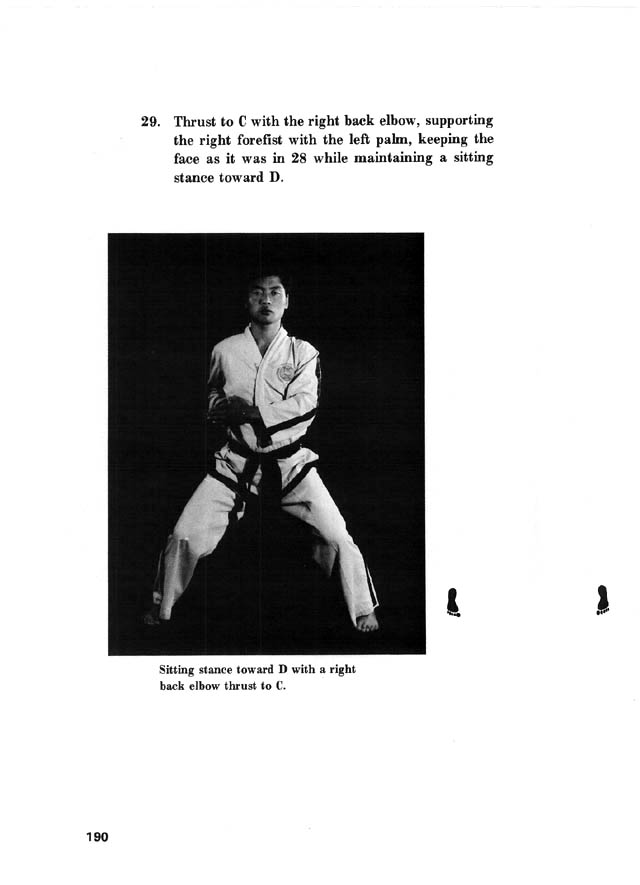 29. Thrust to C with the right back elbow, supporting
the right forefist with the left palm, keeping the
face as it was in 28 while maintaining a sitting
stance toward D.
Sitting stance toward D with a right
back elbow thrust to C.
190